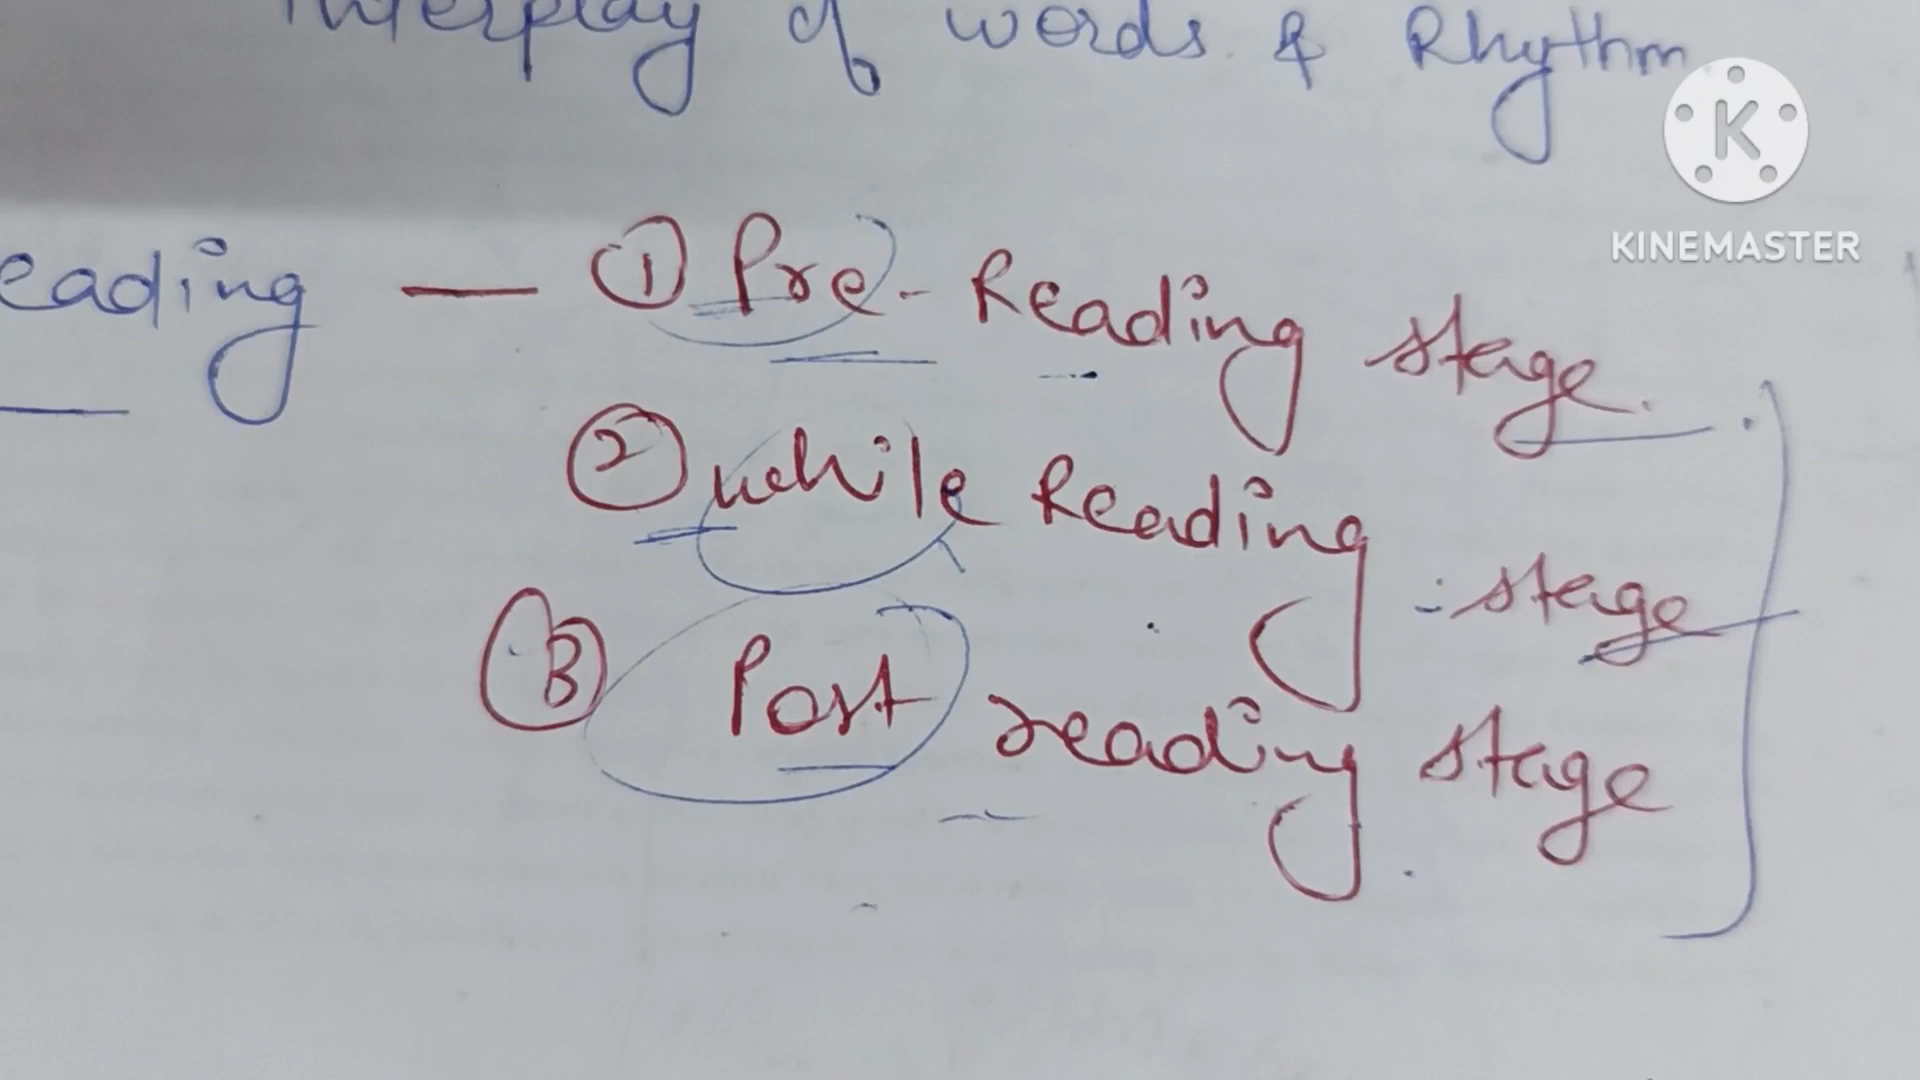 interplay of words & Rhythm
eading — ① Pre-Reading stage.
② while Reading stage
③ Post reading stage
K
KINEMASTER